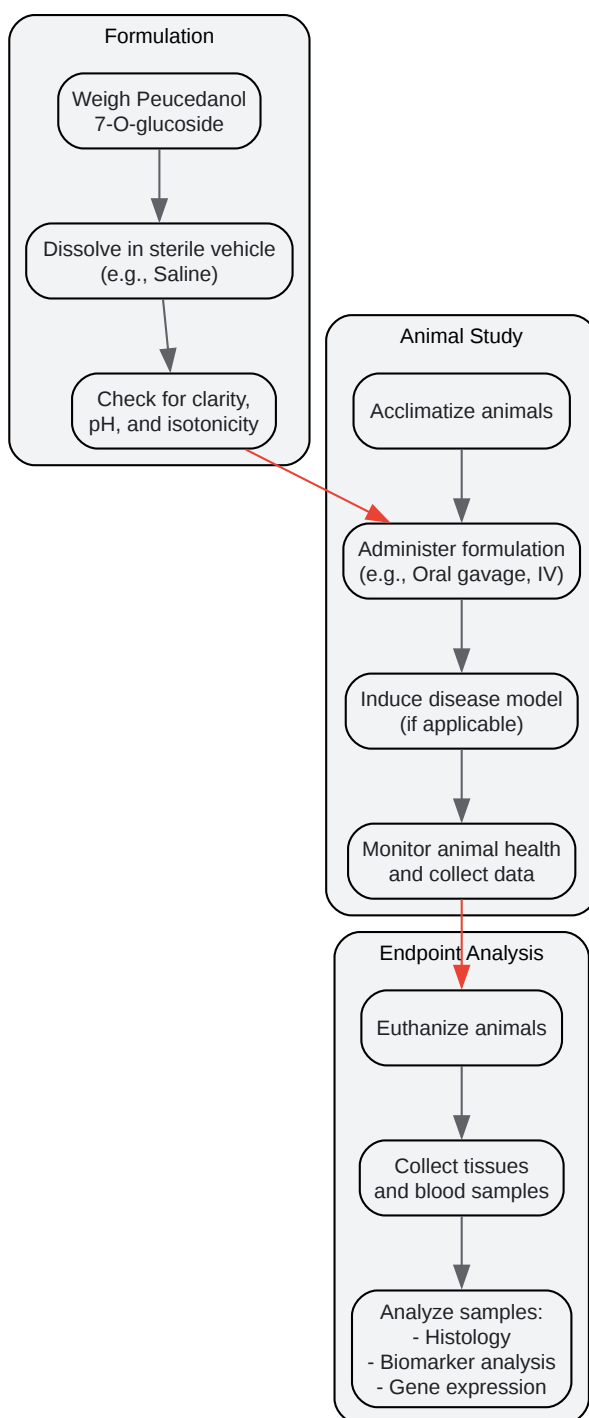 Formulation
Weigh Peucedanol
7-O-glucoside
Dissolve in sterile vehicle
(e.g., Saline)
Check for clarity,
pH, and isotonicity
Animal Study
Acclimatize animals
Administer formulation
(e.g., Oral gavage, IV)
Induce disease model
(if applicable)
Monitor animal health
and collect data
Endpoint Analysis
Euthanize animals
Collect tissues
and blood samples
Analyze samples:
- Histology
- Biomarker analysis
- Gene expression